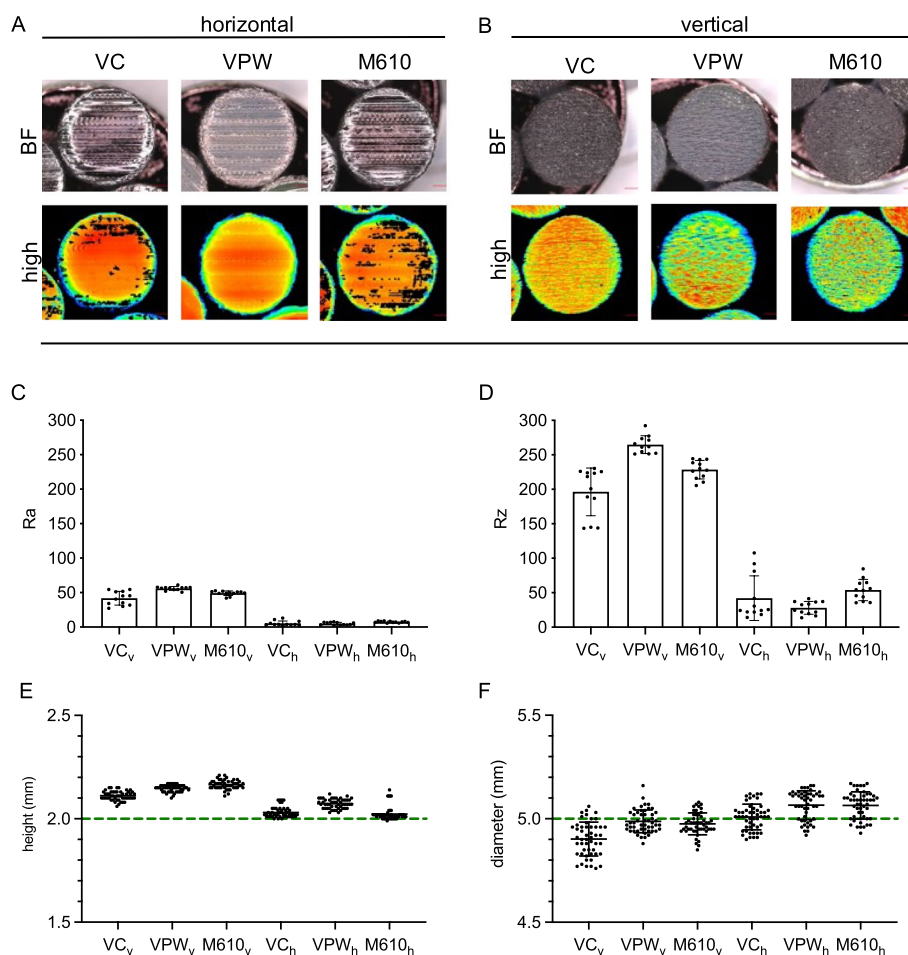 A
horizontal
VC VPW M610
BF
high
B
vertical
VC VPW M610
BF
high
C
Ra
300
250
200
150
100
50
0
VCv VPWv M610v VCh VPWh M610h
D
Rz
300
250
200
150
100
50
0
VCv VPWv M610v VCh VPWh M610h
E
height (mm)
2.5
2.0
1.5
VCv VPWv M610v VCh VPWh M610h
F
diameter (mm)
5.5
5.0
4.5
VCv VPWv M610v VCh VPWh M610h